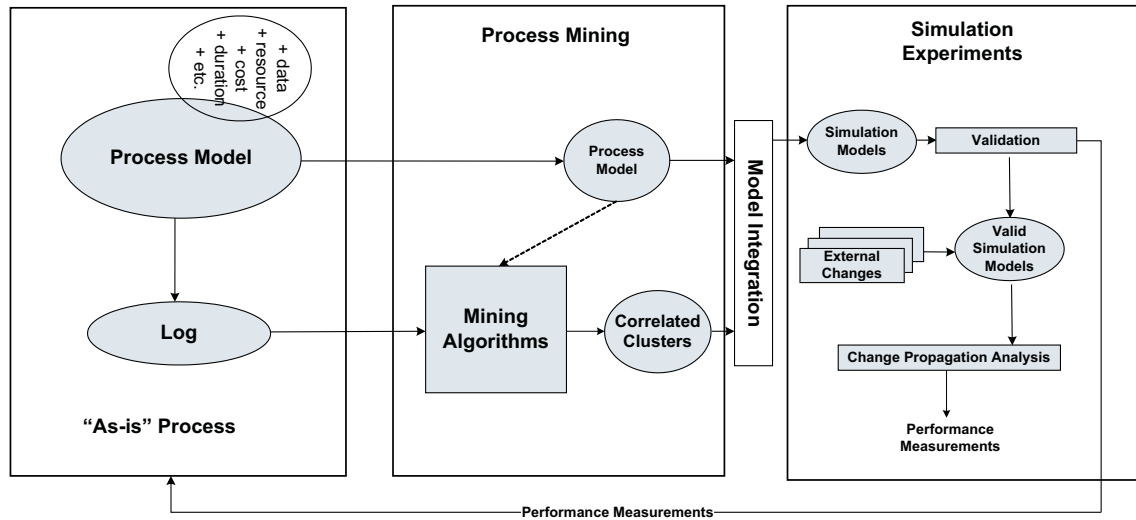 + data
+ resource
+ cost
+ duration
+ etc.
Process Model
Log
“As-is” Process
Process Mining
Process
Model
Mining
Algorithms
Correlated
Clusters
Model Integration
Simulation
Experiments
Simulation
Models
Validation
External
Changes
Valid
Simulation
Models
Change Propagation Analysis
Performance
Measurements
Performance Measurements